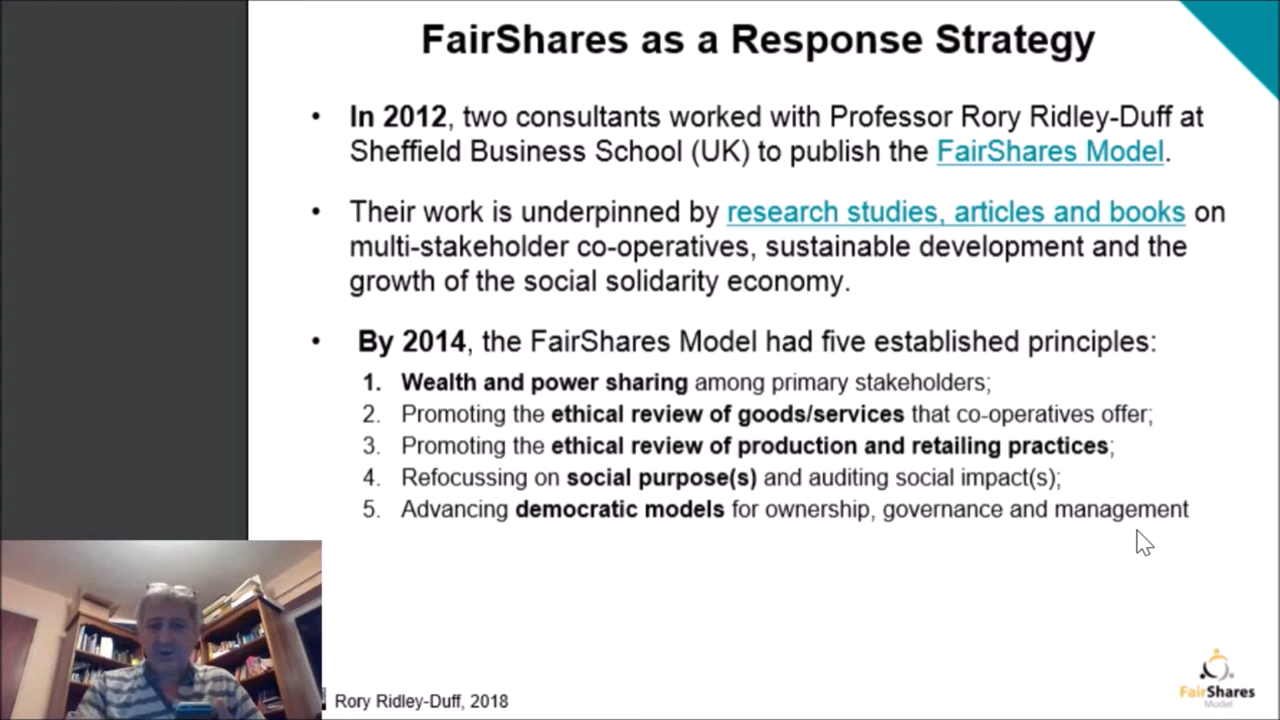 FairShares as a Response Strategy
• In 2012, two consultants worked with Professor Rory Ridley-Duff at
Sheffield Business School (UK) to publish the FairShares Model.
• Their work is underpinned by research studies, articles and books on
multi-stakeholder co-operatives, sustainable development and the
growth of the social solidarity economy.
• By 2014, the FairShares Model had five established principles:
1. Wealth and power sharing among primary stakeholders;
2. Promoting the ethical review of goods/services that co-operatives offer;
3. Promoting the ethical review of production and retailing practices;
4. Refocussing on social purpose(s) and auditing social impact(s);
5. Advancing democratic models for ownership, governance and management
Rory Ridley-Duff, 2018
FairShares
Model